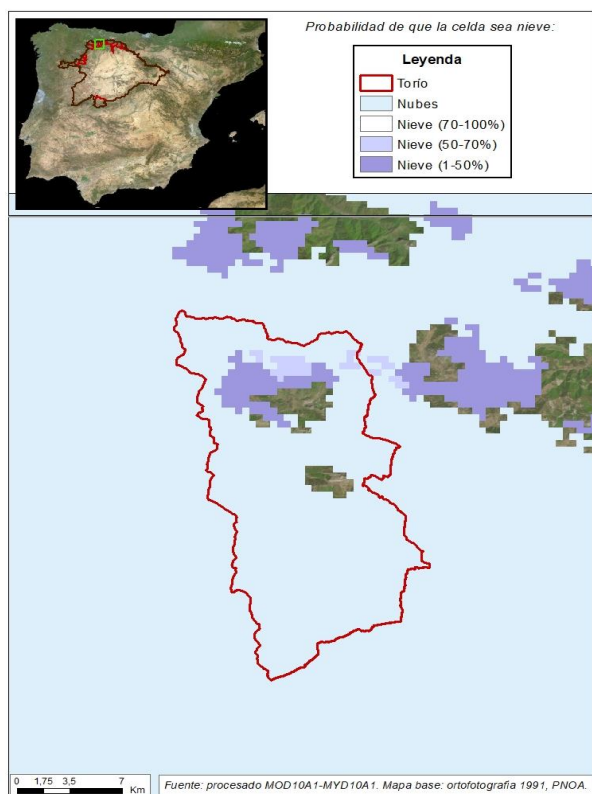 Probabilidad de que la celda sea nieve:
Leyenda
Torío
Nubes
Nieve (70-100%)
Nieve (50-70%)
Nieve (1-50%)
0 1,75 3,5 7
Km
Fuente: procesado MOD10A1-MYD10A1. Mapa base: ortofotografía 1991, PNOA.